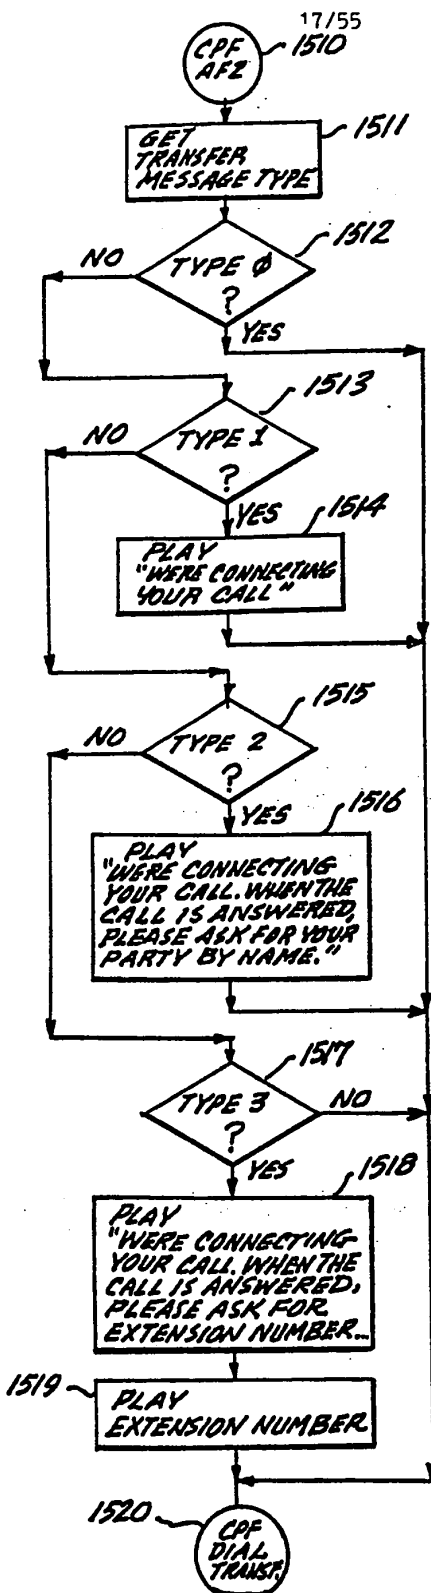 17/55
CPF
AFZ
1510
GET
TRANSFER
MESSAGE TYPE
1511
TYPE Ø
?
1512
NO
YES
TYPE 1
?
1513
NO
YES
1514
PLAY
"WERE CONNECTING
YOUR CALL"
TYPE 2
?
1515
NO
YES
1516
PLAY
"WERE CONNECTING
YOUR CALL. WHEN THE
CALL IS ANSWERED,
PLEASE ASK FOR YOUR
PARTY BY NAME."
1517
TYPE 3
?
NO
YES
1518
PLAY
"WERE CONNECTING
YOUR CALL. WHEN THE
CALL IS ANSWERED,
PLEASE ASK FOR
EXTENSION NUMBER...
1519
PLAY
EXTENSION NUMBER
1520
CPF
DIAL
TRANSF.